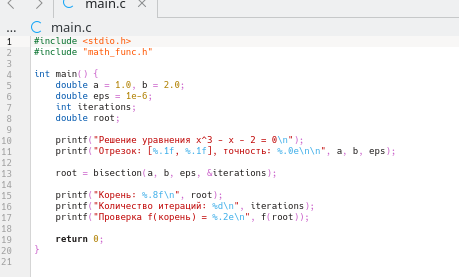 main.c
... main.c
1 #include <stdio.h>
2 #include "math_func.h"
3
4 int main() {
5 double a = 1.0, b = 2.0;
6 double eps = 1e-6;
7 int iterations;
8 double root;
9
10 printf("Решение уравнения x^3 - x - 2 = 0\n");
11 printf("Отрезок: [%.1f, %.1f], точность: %.0e\n\n", a, b, eps);
12
13 root = bisection(a, b, eps, &iterations);
14
15 printf("Корень: %.8f\n", root);
16 printf("Количество итераций: %d\n", iterations);
17 printf("Проверка f(корень) = %.2e\n", f(root));
18
19 return 0;
20 }
21